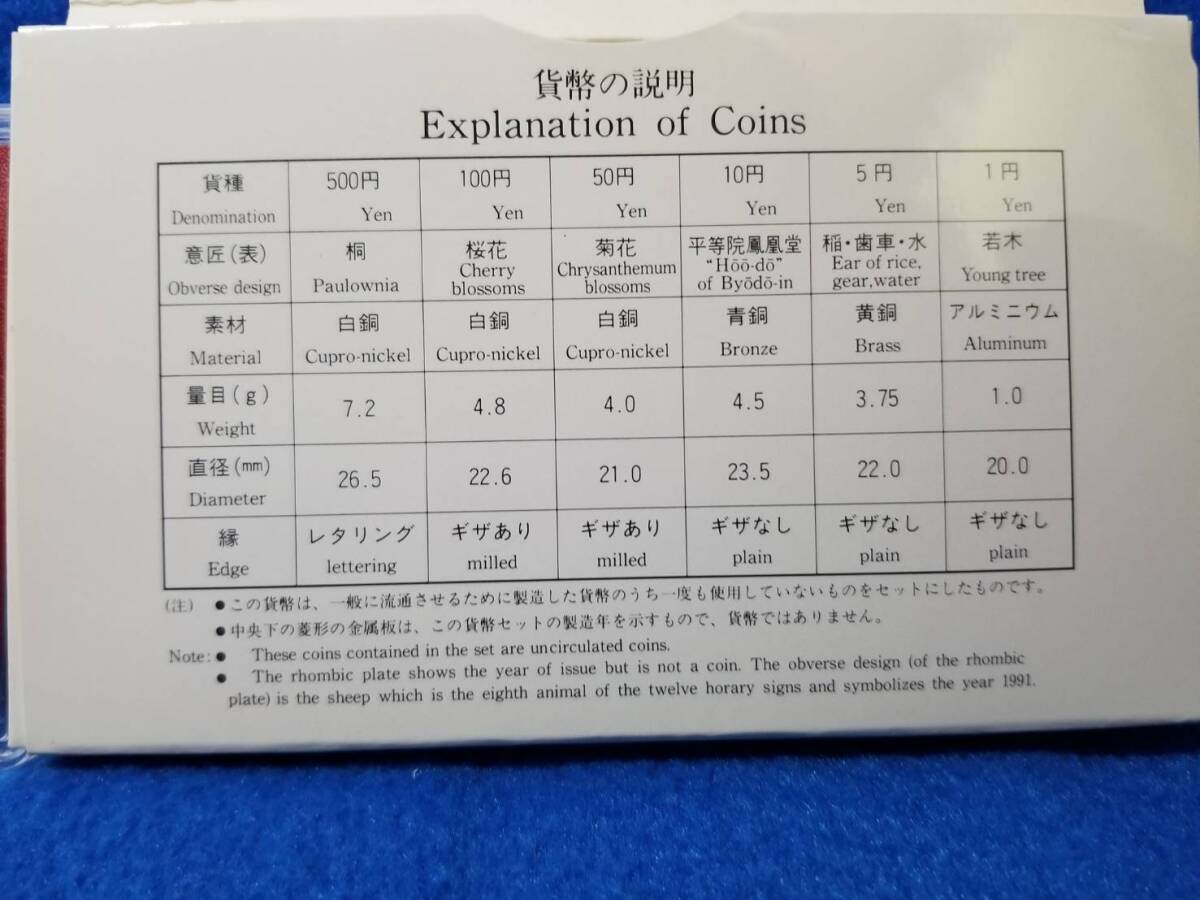 貨幣の説明
Explanation of Coins
貨種 500円 100円 50円 10円 5円 1円
Denomination Yen Yen Yen Yen Yen Yen
意匠(表) 桐 桜花 菊花 平等院鳳凰堂 稲・歯車・水 若木
Obverse design Paulownia Cherry blossoms Chrysanthemum blossoms “Hōō-dō” of Byōdō-in Ear of rice, gear,water Young tree
素材 白銅 白銅 白銅 青銅 黄銅 アルミニウム
Material Cupro-nickel Cupro-nickel Cupro-nickel Bronze Brass Aluminum
量目(g) 7.2 4.8 4.0 4.5 3.75 1.0
Weight
直径(mm) 26.5 22.6 21.0 23.5 22.0 20.0
Diameter
縁 レタリング ギザあり ギザあり ギザなし ギザなし ギザなし
Edge lettering milled milled plain plain plain
(注) ●この貨幣は、一般に流通させるために製造した貨幣のうち一度も使用していないものをセットにしたものです。
●中央下の菱形の金属板は、この貨幣セットの製造年を示すもので、貨幣ではありません。
Note:● These coins contained in the set are uncirculated coins.
● The rhombic plate shows the year of issue but is not a coin. The obverse design (of the rhombic
plate) is the sheep which is the eighth animal of the twelve horary signs and symbolizes the year 1991.